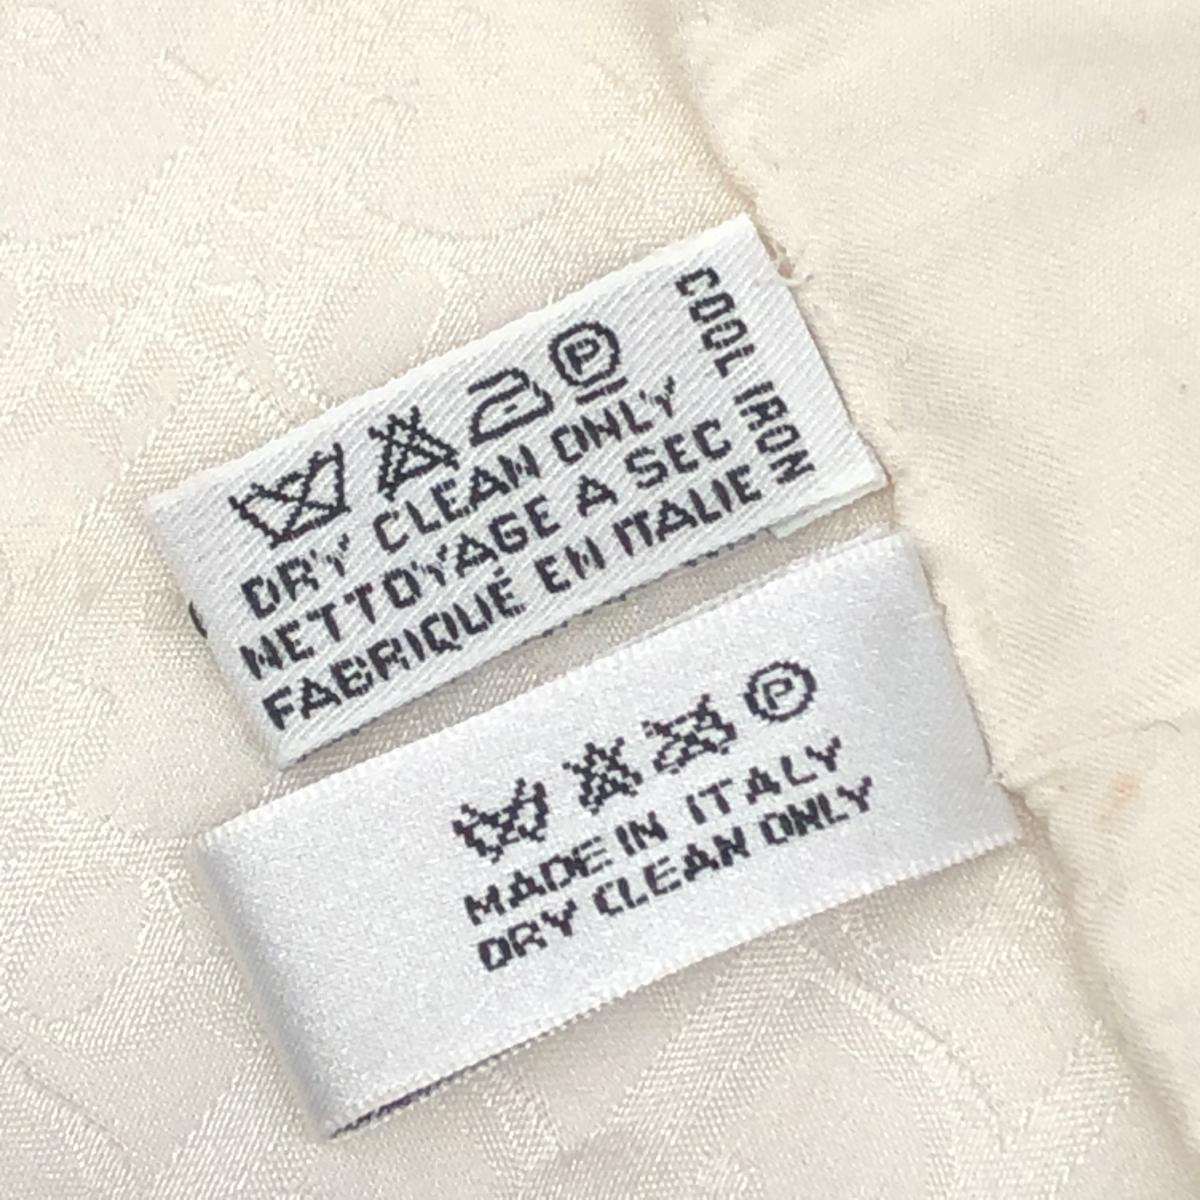 DRY CLEAN ONLY
NETTOYAGE A SEC
FABRIQUÉ EN ITALIE
COOL IRON
P
MADE IN ITALY
DRY CLEAN ONLY
P